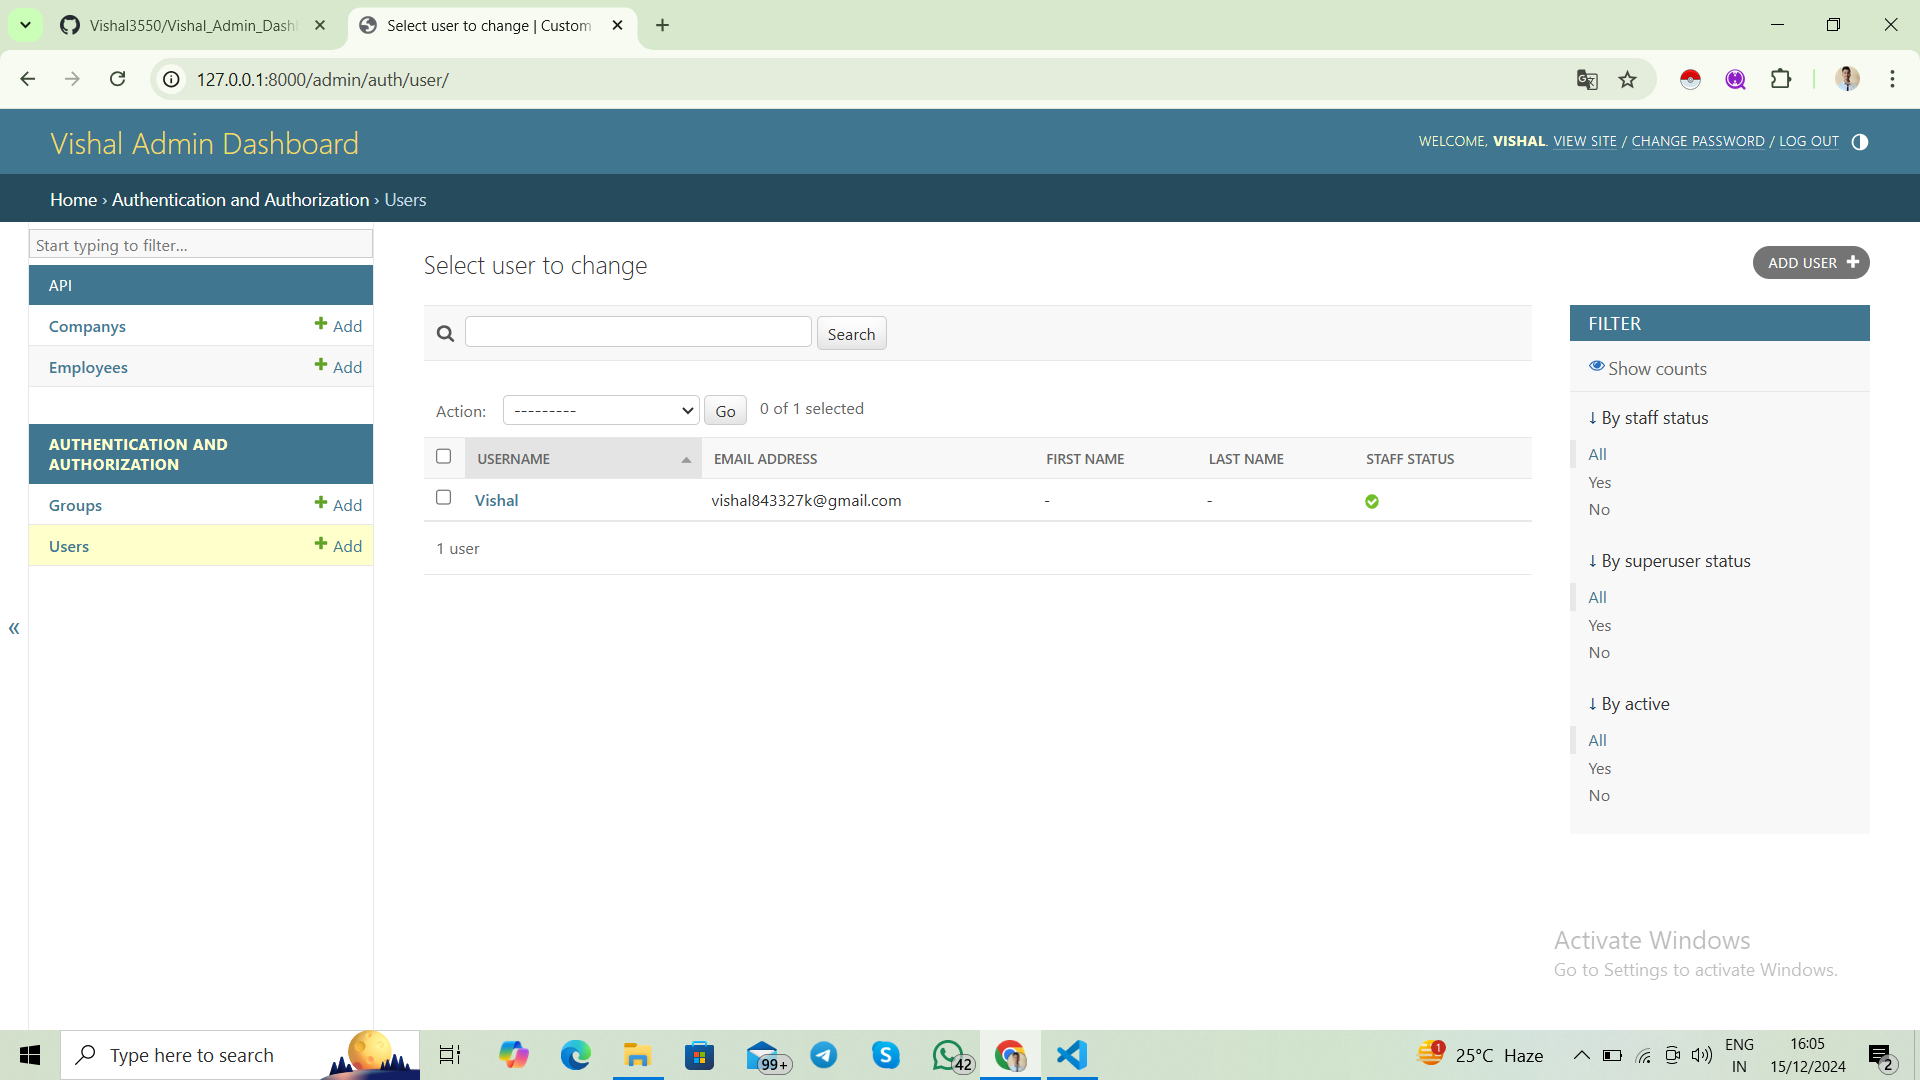 Vishal3550/Vishal_Admin_Dash
Select user to change | Custom
127.0.0.1:8000/admin/auth/user/
Vishal Admin Dashboard
WELCOME, VISHAL. VIEW SITE / CHANGE PASSWORD / LOG OUT
Home › Authentication and Authorization › Users
Start typing to filter...
API
Companys
Add
Employees
Add
AUTHENTICATION AND
AUTHORIZATION
Groups
Add
Users
Add
«
Select user to change
ADD USER
Search
Action:
---------
Go
0 of 1 selected
USERNAME
EMAIL ADDRESS
FIRST NAME
LAST NAME
STAFF STATUS
Vishal
vishal843327k@gmail.com
-
-
1 user
FILTER
Show counts
↓ By staff status
All
Yes
No
↓ By superuser status
All
Yes
No
↓ By active
All
Yes
No
Activate Windows
Go to Settings to activate Windows.
Type here to search
99+
42
1
25°C Haze
ENG
IN
16:05
15/12/2024
2